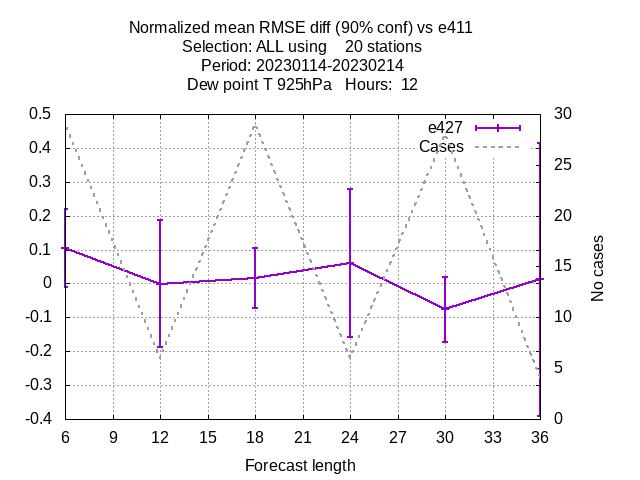 Normalized mean RMSE diff (90% conf) vs e411
Selection: ALL using    20 stations
Period: 20230114-20230214
Dew point T 925hPa   Hours:  12
e427
Cases
0.5
0.4
0.3
0.2
0.1
0
-0.1
-0.2
-0.3
-0.4
30
25
20
15
10
5
0
No cases
6 9 12 15 18 21 24 27 30 33 36
Forecast length